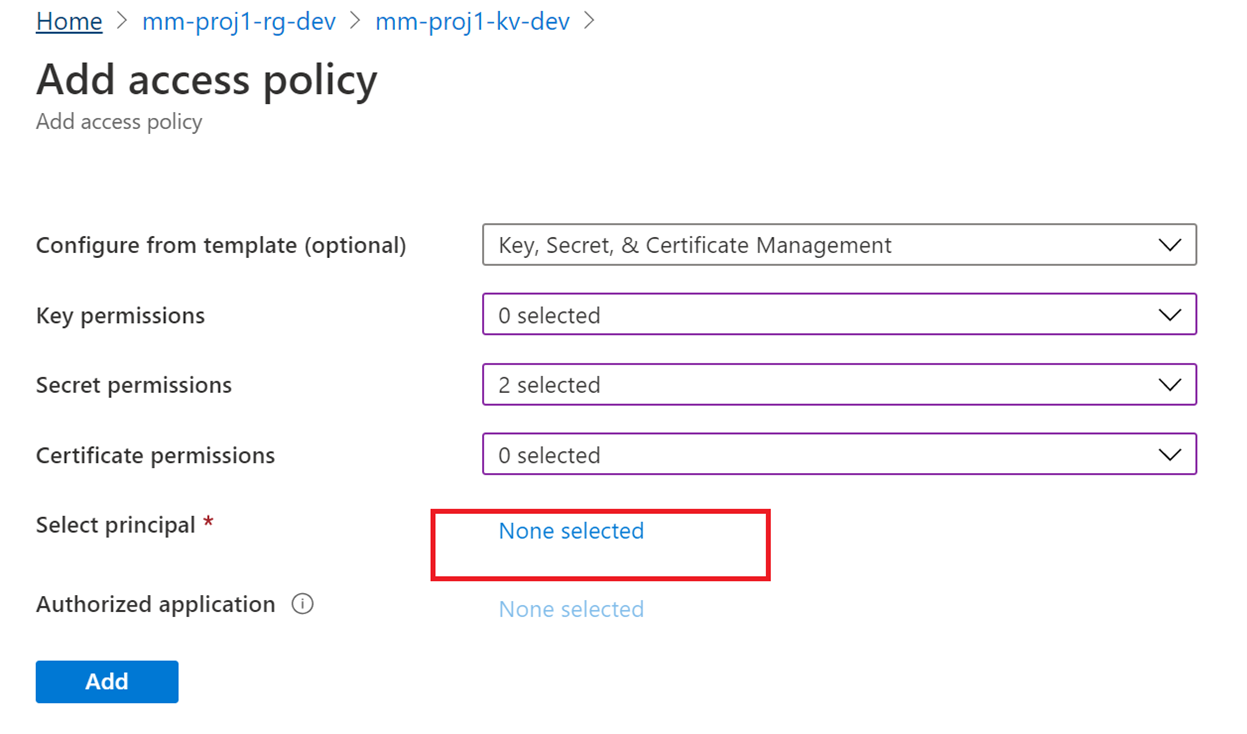 Home > mm-proj1-rg-dev > mm-proj1-kv-dev >
Add access policy
Add access policy
Configure from template (optional) Key, Secret, & Certificate Management
Key permissions 0 selected
Secret permissions 2 selected
Certificate permissions 0 selected
Select principal * None selected
Authorized application None selected
Add